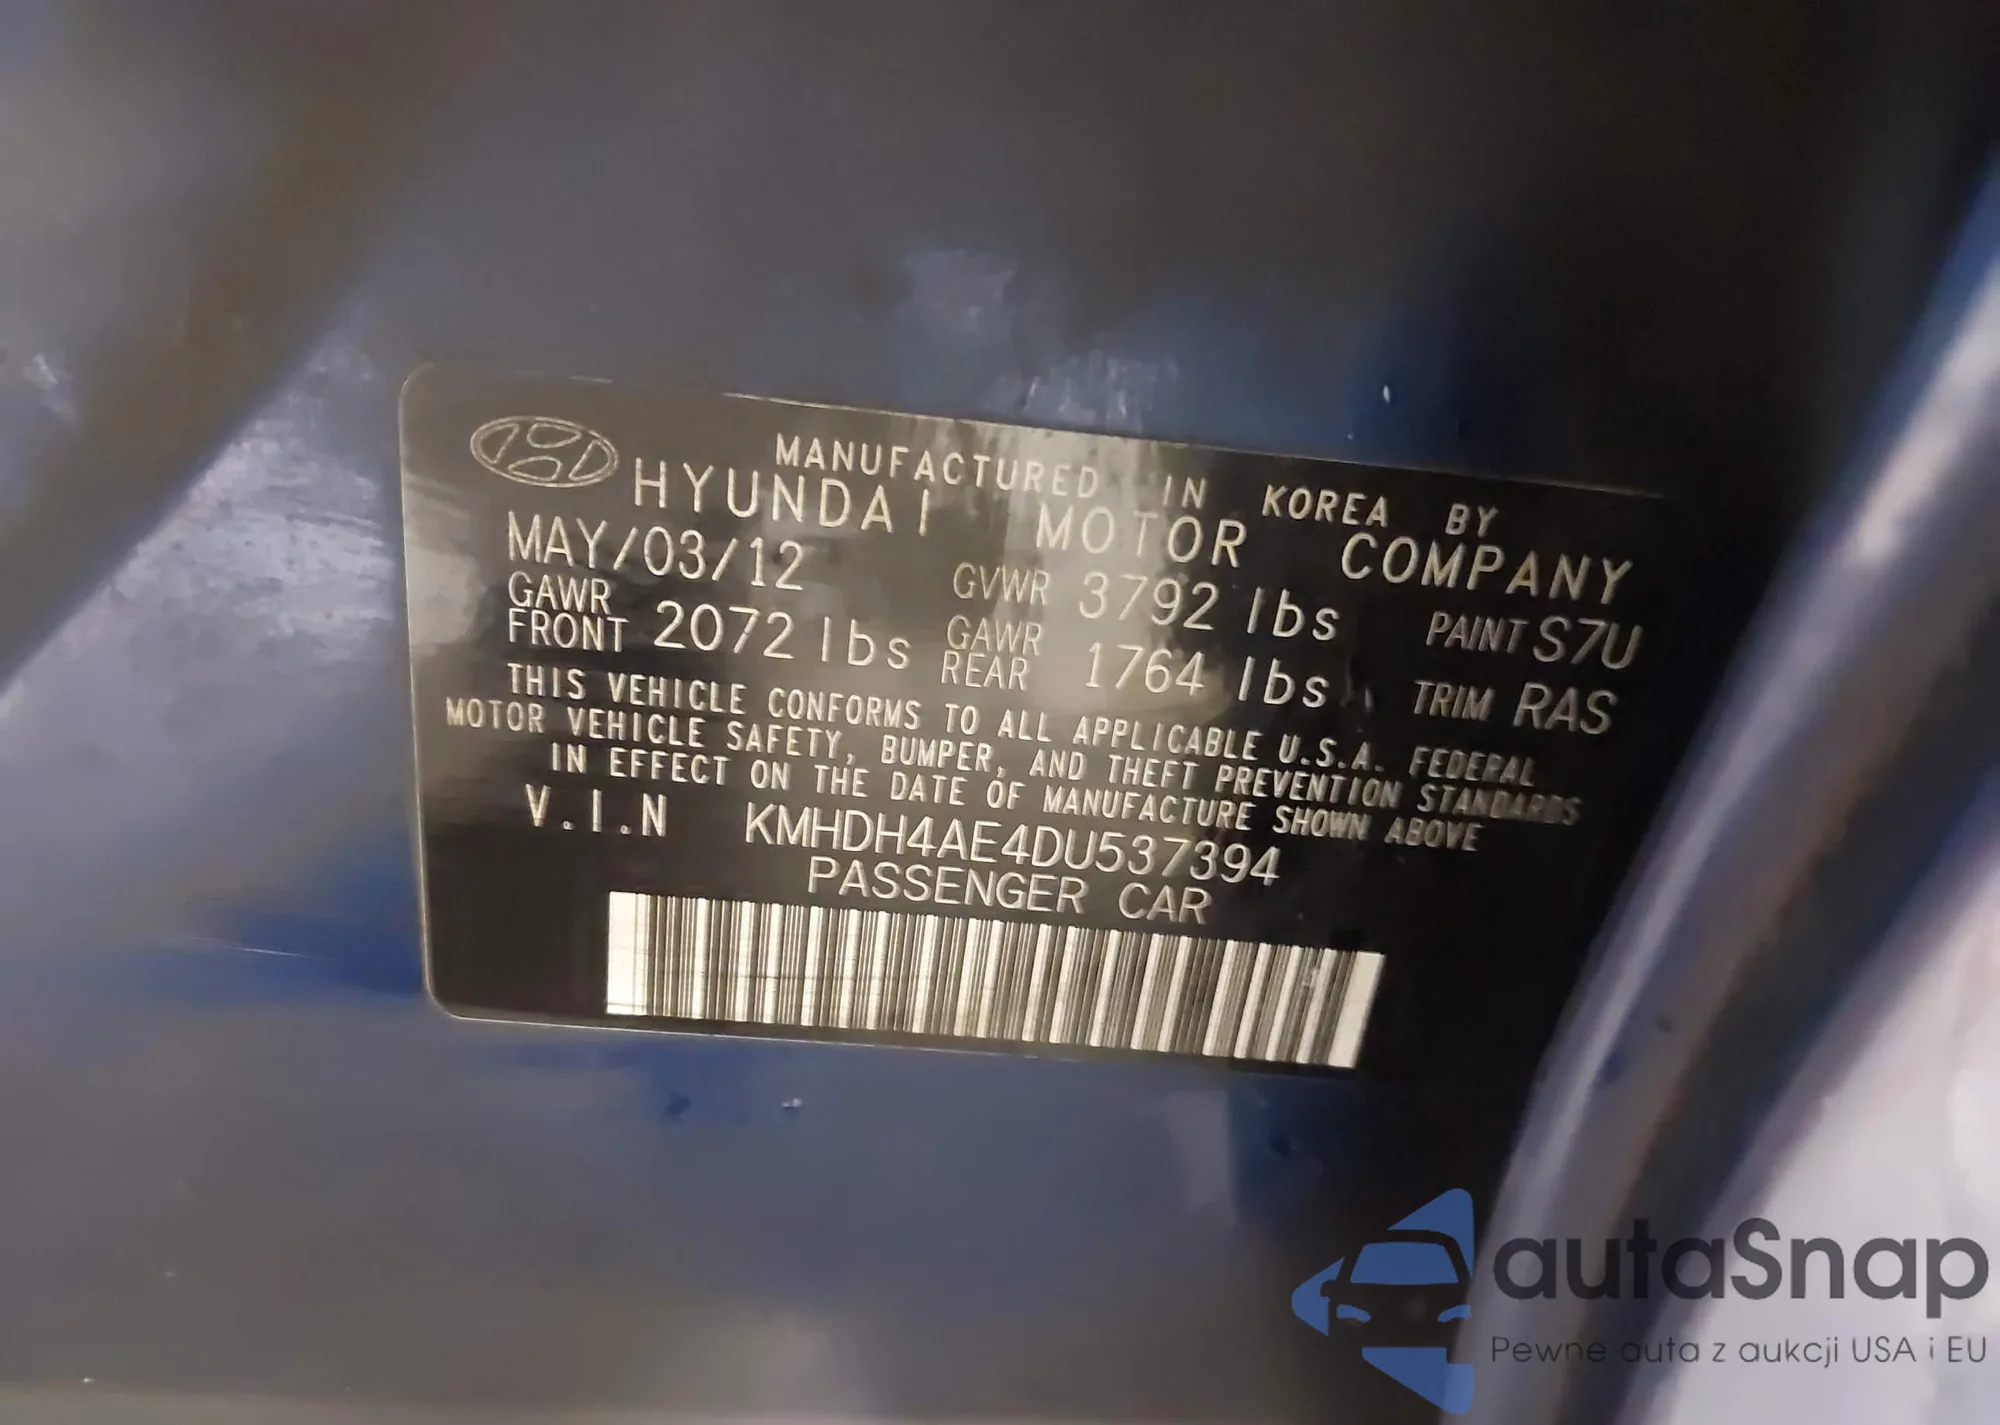 MANUFACTURED IN KOREA BY
HYUNDAI MOTOR COMPANY
MAY/03/12 GVWR 3792 lbs PAINT S7U
GAWR FRONT 2072 lbs GAWR REAR 1764 lbs TRIM RAS
THIS VEHICLE CONFORMS TO ALL APPLICABLE U.S.A. FEDERAL
MOTOR VEHICLE SAFETY, BUMPER, AND THEFT PREVENTION STANDARDS
IN EFFECT ON THE DATE OF MANUFACTURE SHOWN ABOVE
V.I.N KMHDH4AE4DU537394
PASSENGER CAR
autaSnap
Pewne auta z aukcji USA i EU